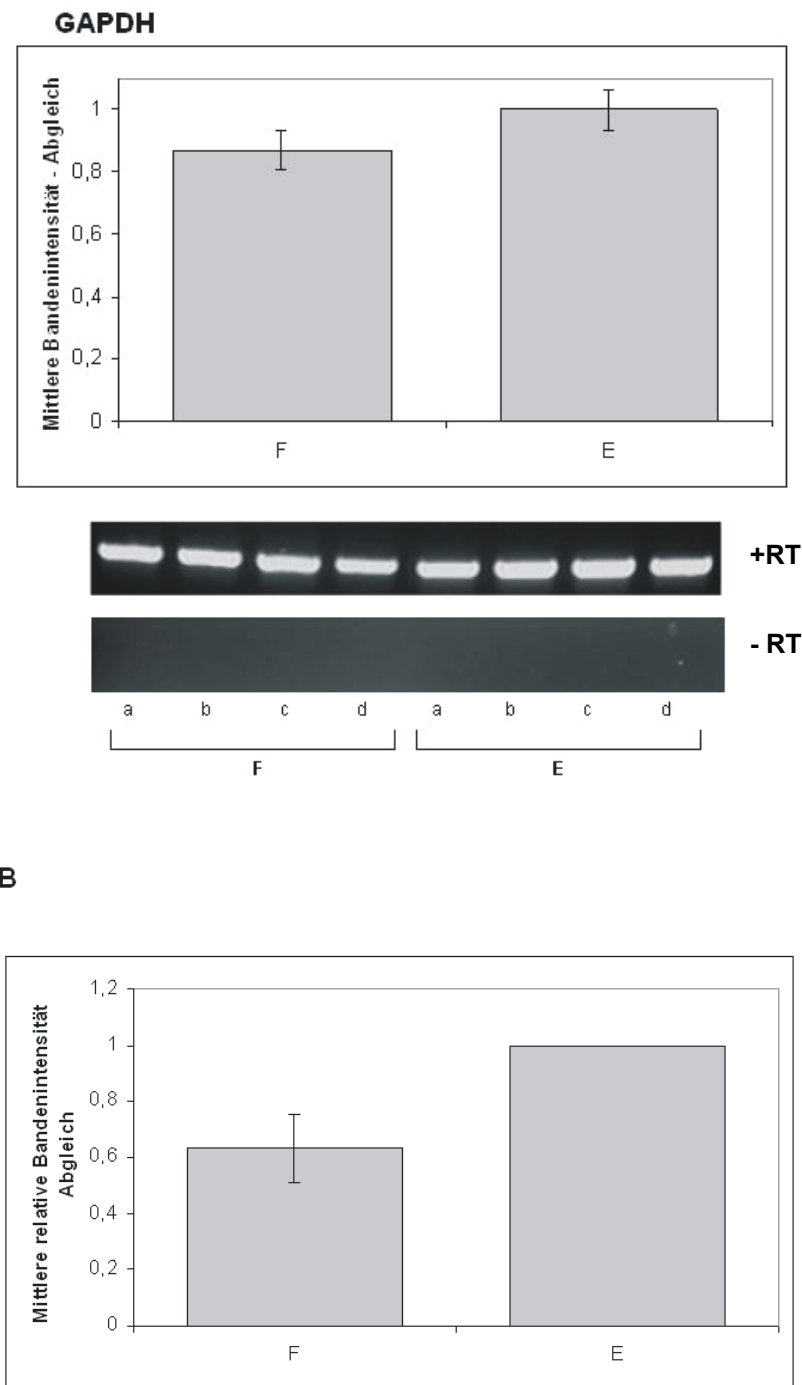 GAPDH
Mittlere Bandenintensität - Abgleich
1
0,8
0,6
0,4
0,2
0
F E
+RT
- RT
a b c d a b c d
F E
B
Mittlere relative Bandenintensität
Abgleich
1,2
1
0,8
0,6
0,4
0,2
0
F E